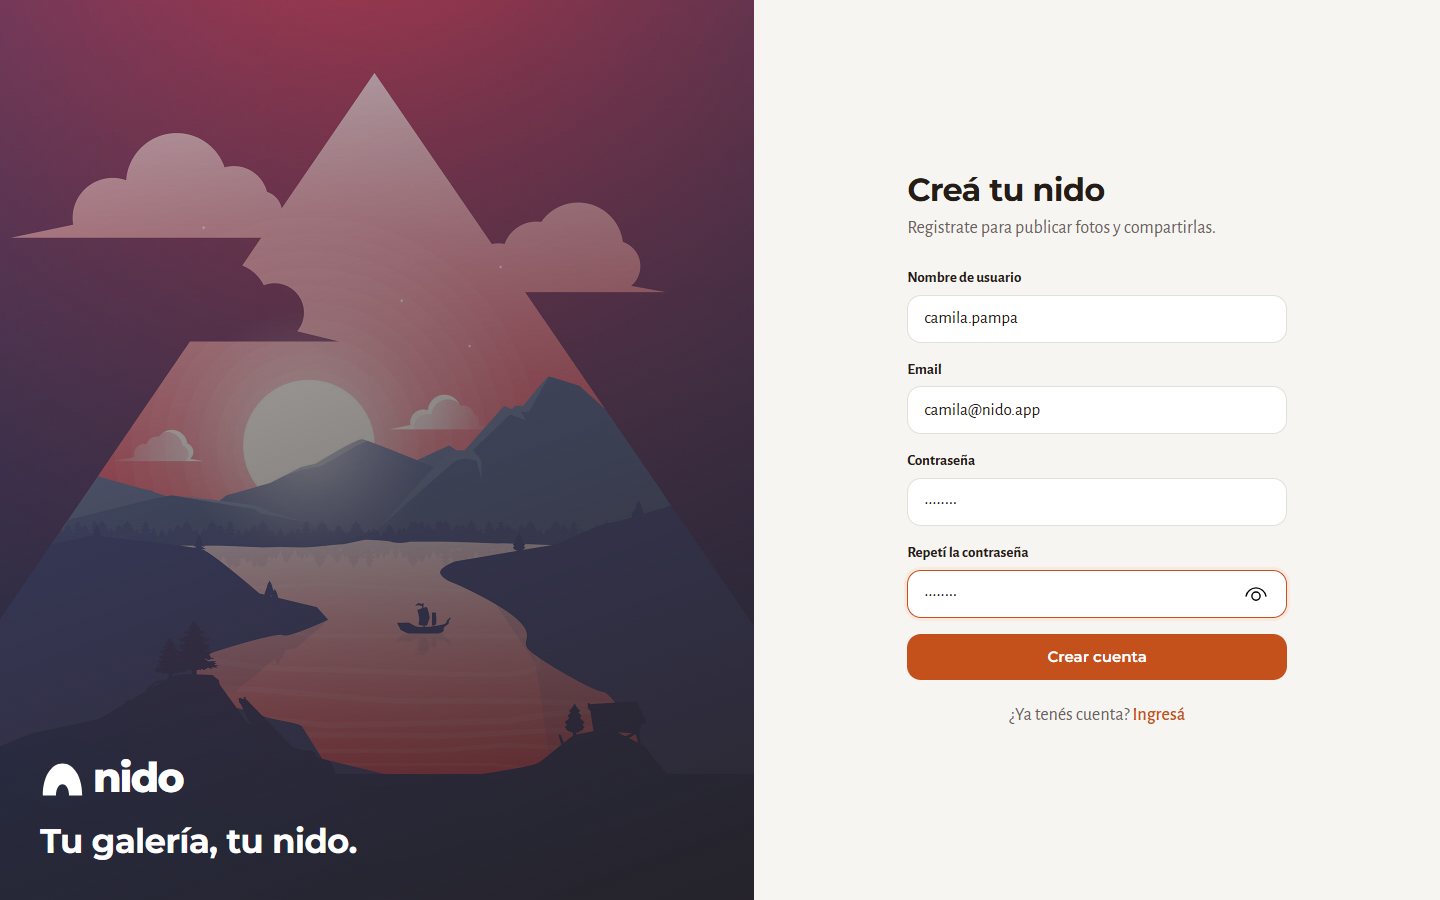 nido
Tu galería, tu nido.
Creá tu nido
Registrate para publicar fotos y compartirlas.
Nombre de usuario
camila.pampa
Email
camila@nido.app
Contraseña
········
Repetí la contraseña
········
Crear cuenta
¿Ya tenés cuenta? Ingresá